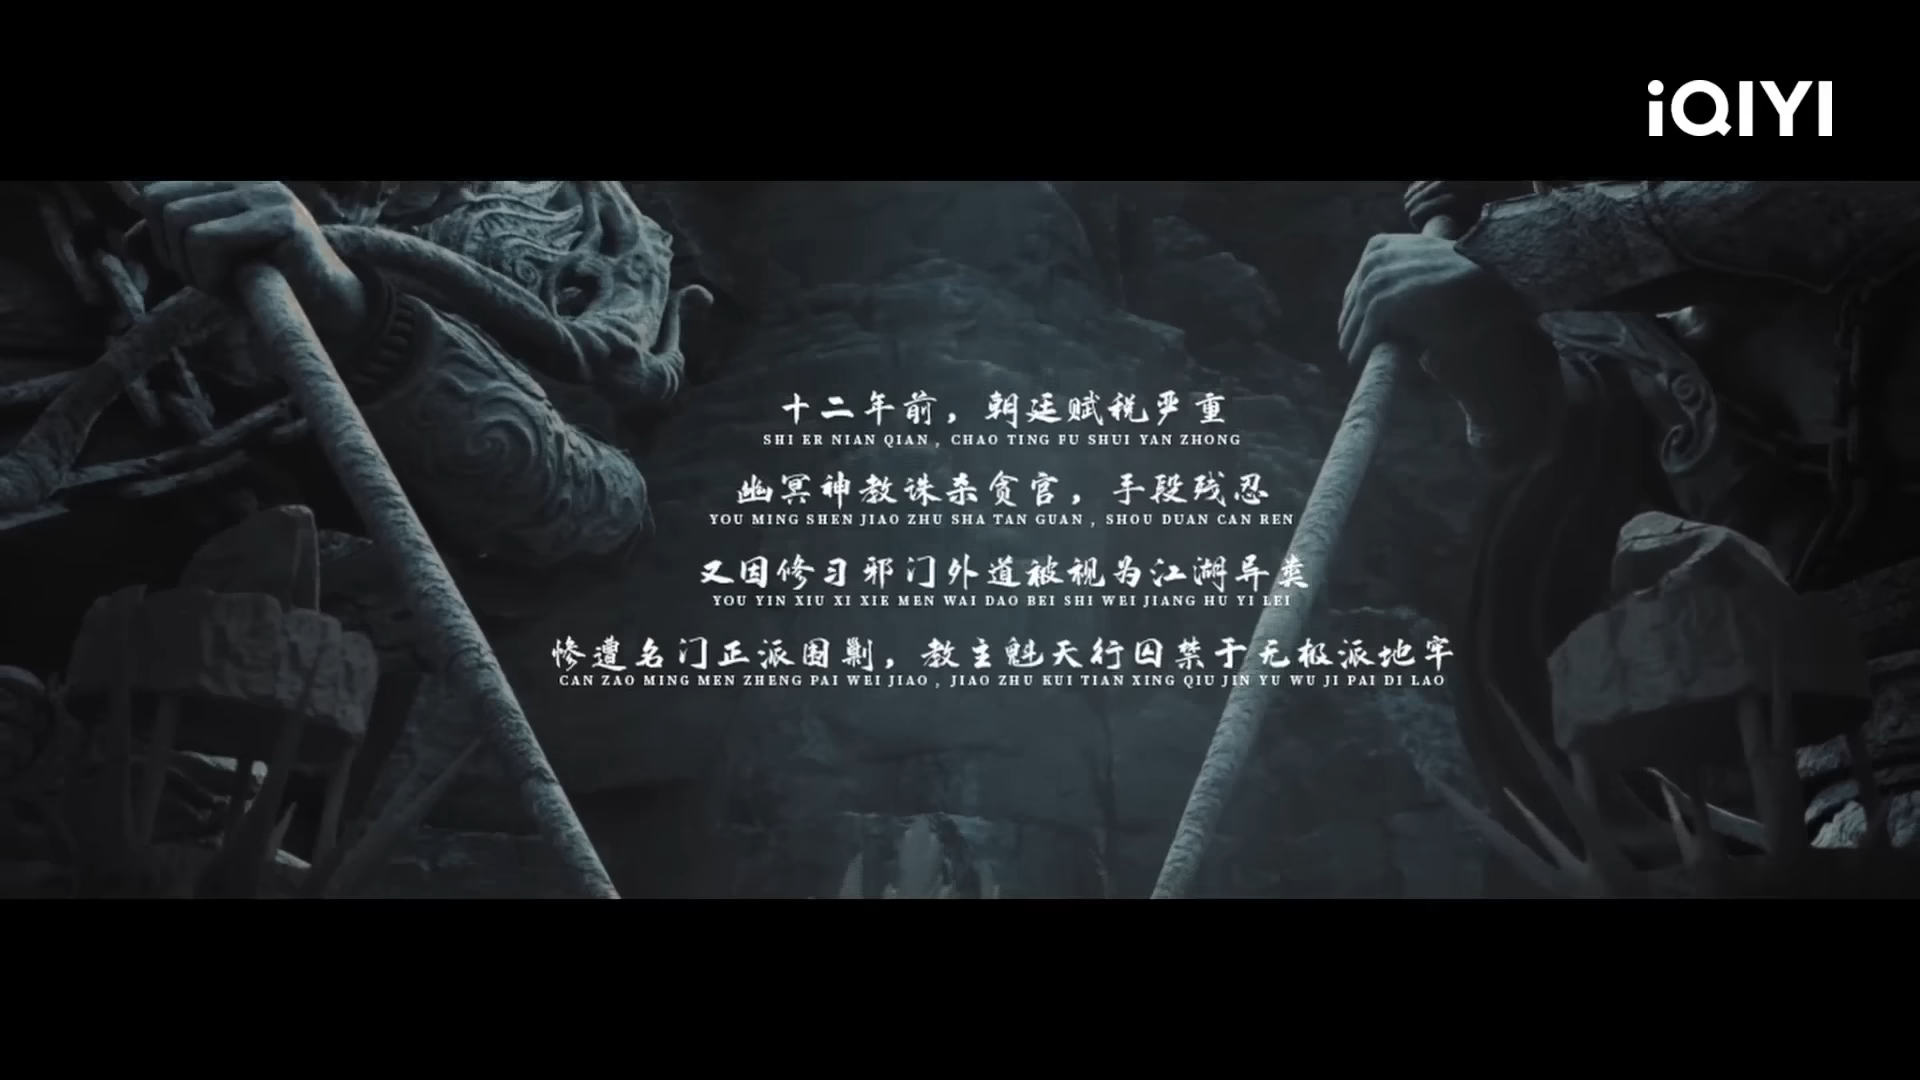 iQIYI
十二年前，朝廷赋税严重
SHI ER NIAN QIAN , CHAO TING FU SHUI YAN ZHONG
幽冥神教诛杀贪官，手段残忍
YOU MING SHEN JIAO ZHU SHA TAN GUAN , SHOU DUAN CAN REN
又因修习邪门外道被视为江湖异类
YOU YIN XIU XI XIE MEN WAI DAO BEI SHI WEI JIANG HU YI LEI
惨遭名门正派围剿，教主魁天行囚禁于无极派地牢
CAN ZAO MING MEN ZHENG PAI WEI JIAO , JIAO ZHU KUI TIAN XING QIU JIN YU WU JI PAI DI LAO